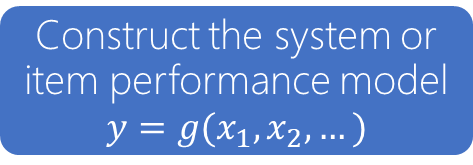 Construct the system or
item performance model
y = g(x₁, x₂, ... )